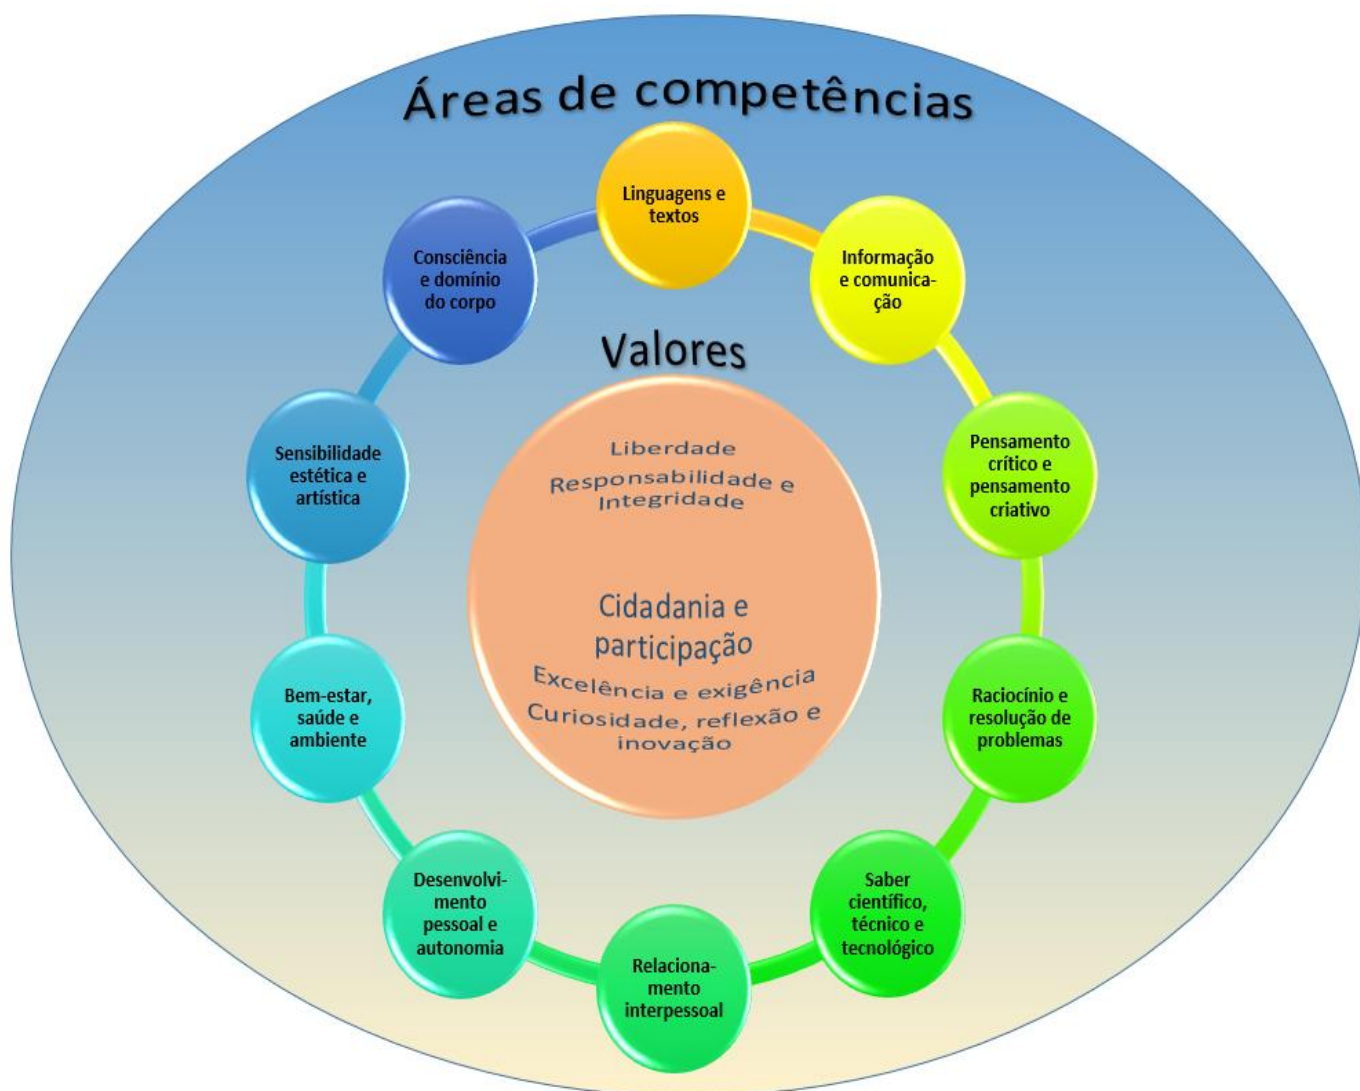 Áreas de competências
Linguagens e
textos
Informação
e comunica-
ção
Pensamento
crítico e
pensamento
criativo
Raciocínio e
resolução de
problemas
Saber
científico,
técnico e
tecnológico
Relaciona-
mento
interpessoal
Desenvolvi-
mento
pessoal e
autonomia
Bem-estar,
saúde e
ambiente
Sensibilidade
estética e
artística
Consciência
e domínio
do corpo
Valores
Liberdade
Responsabilidade e
Integridade
Cidadania e
participação
Excelência e exigência
Curiosidade, reflexão e
inovação